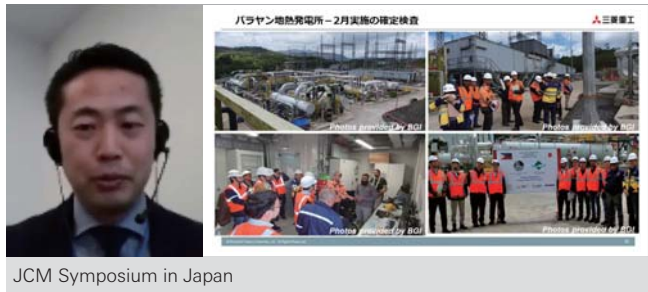 パラヤン地熱発電所－2月実施の確定検査
三菱重工
Photos provided by BGI
Photos provided by BGI
Photos provided by BGI
Photos provided by BGI
JCM Symposium in Japan